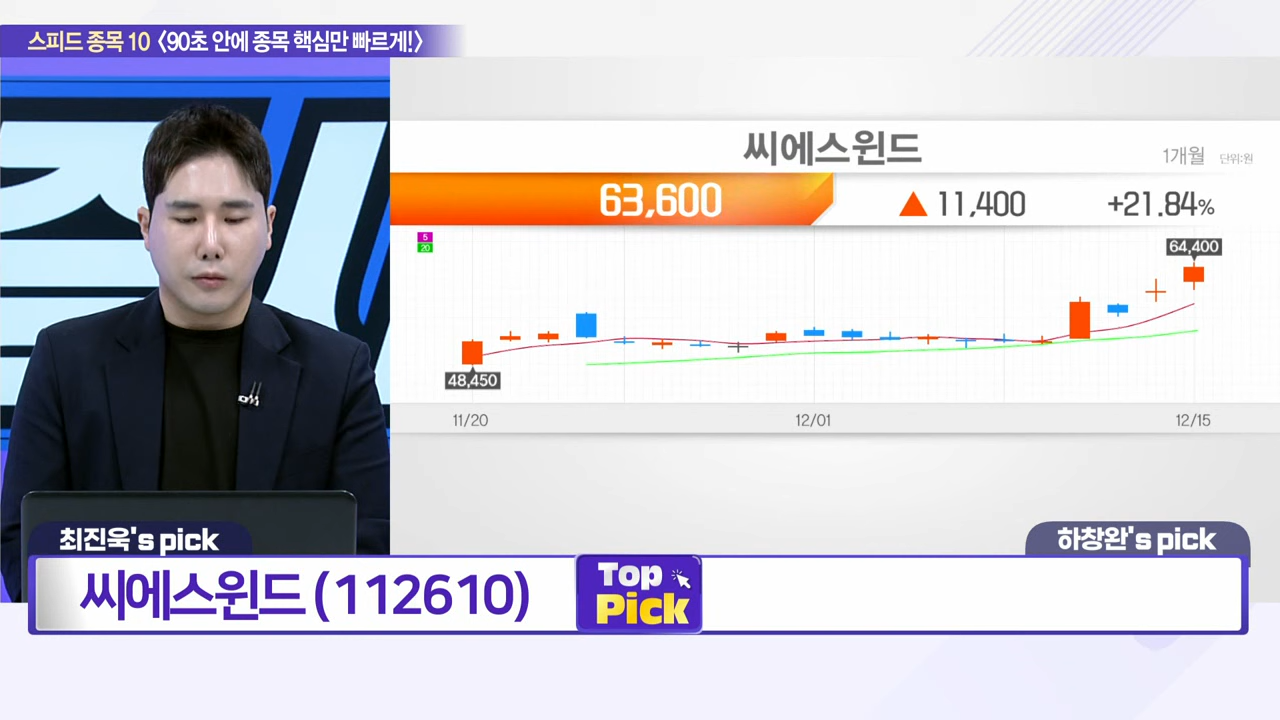 스피드 종목 10 <90초 안에 종목 핵심만 빠르게!>
씨에스윈드
1개월 단위:원
63,600 ▲ 11,400 +21.84%
5
20
64,400
48,450
11/20 12/01 12/15
최진욱's pick
하창완's pick
씨에스윈드 (112610)
Top
Pick